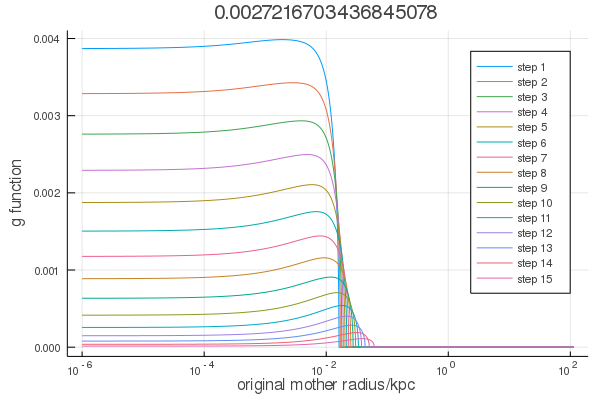 0.0027216703436845078
g function
0.004
0.003
0.002
0.001
0.000
10⁻⁶
10⁻⁴
10⁻²
10⁰
10²
original mother radius/kpc
step 1
step 2
step 3
step 4
step 5
step 6
step 7
step 8
step 9
step 10
step 11
step 12
step 13
step 14
step 15